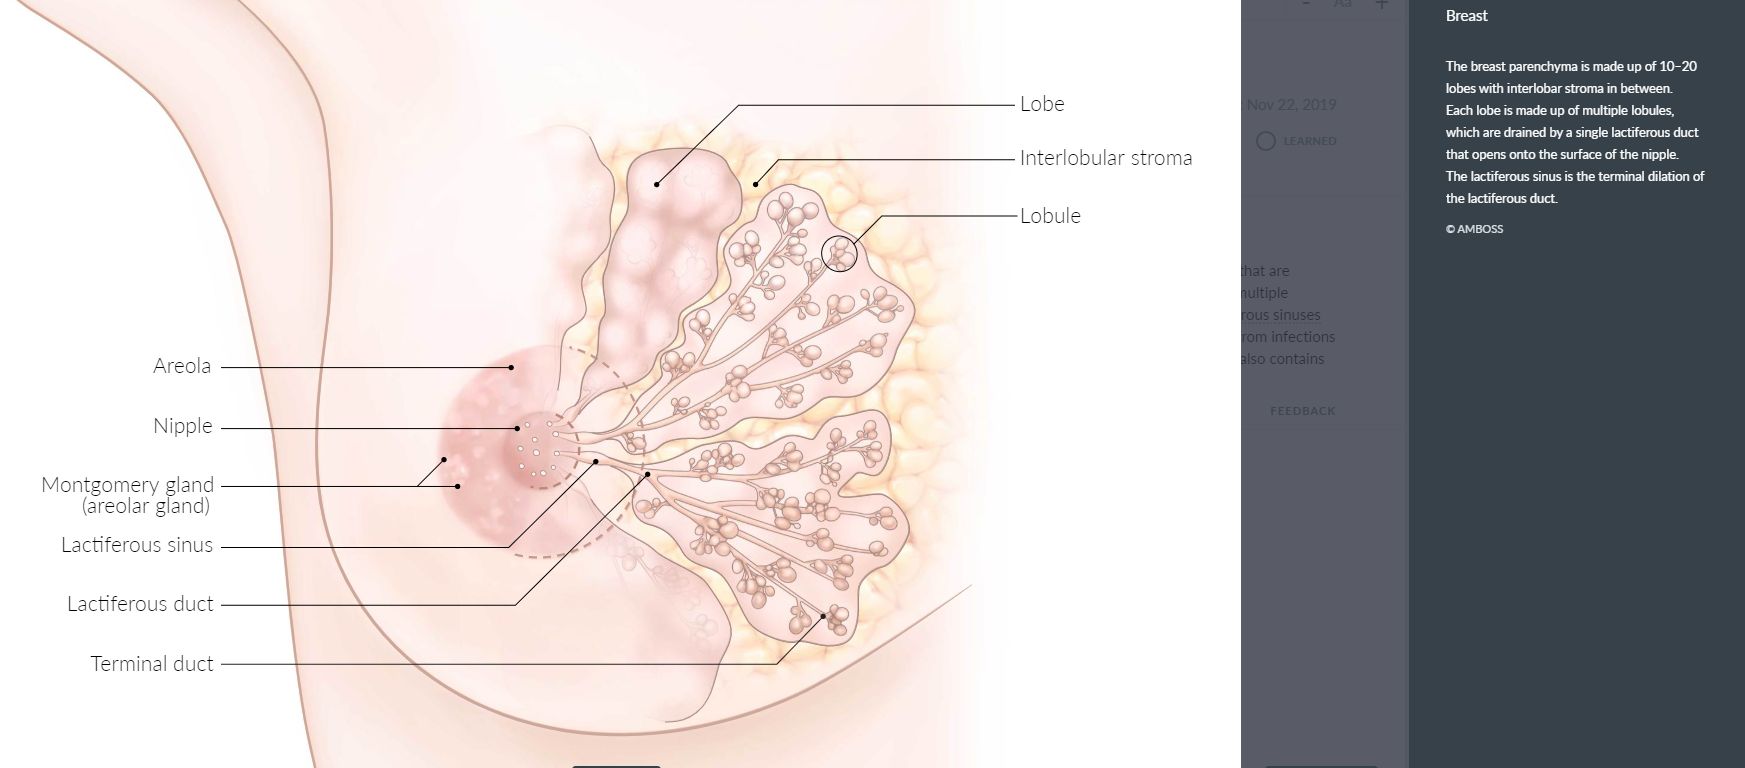 Lobe
Interlobular stroma
Lobule
Areola
Nipple
Montgomery gland
(areolar gland)
Lactiferous sinus
Lactiferous duct
Terminal duct
- Aa +
: Nov 22, 2019
LEARNED
that are
multiple
rous sinuses
rom infections
also contains
FEEDBACK
Breast
The breast parenchyma is made up of 10–20
lobes with interlobar stroma in between.
Each lobe is made up of multiple lobules,
which are drained by a single lactiferous duct
that opens onto the surface of the nipple.
The lactiferous sinus is the terminal dilation of
the lactiferous duct.
© AMBOSS